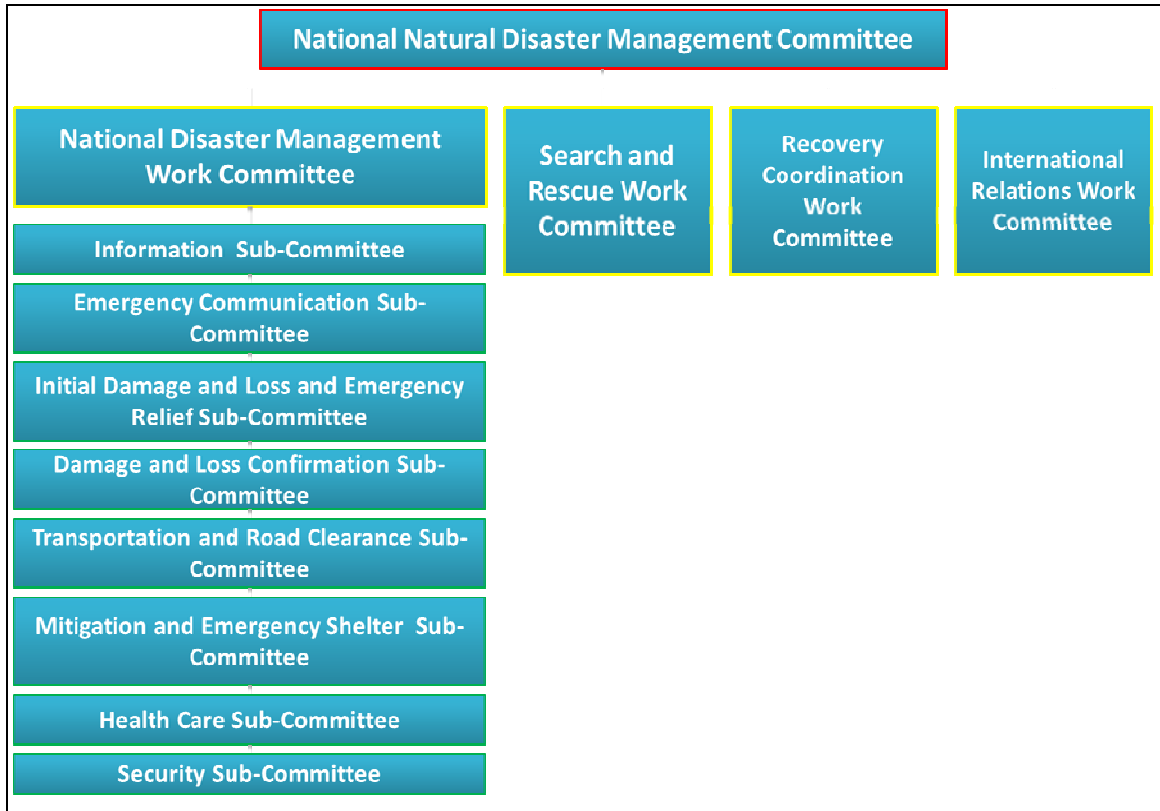 National Natural Disaster Management Committee
National Disaster Management
Work Committee
Search and
Rescue Work
Committee
Recovery
Coordination
Work
Committee
International
Relations Work
Committee
Information Sub-Committee
Emergency Communication Sub-
Committee
Initial Damage and Loss and Emergency
Relief Sub-Committee
Damage and Loss Confirmation Sub-
Committee
Transportation and Road Clearance Sub-
Committee
Mitigation and Emergency Shelter Sub-
Committee
Health Care Sub-Committee
Security Sub-Committee